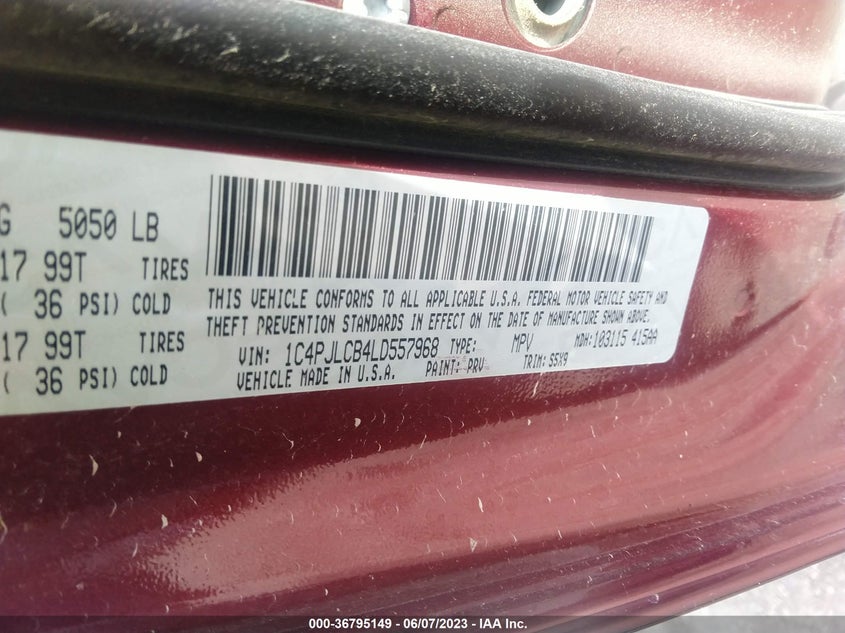 G 5050 LB
17 99T TIRES
( 36 PSI) COLD
17 99T TIRES
( 36 PSI) COLD
THIS VEHICLE CONFORMS TO ALL APPLICABLE U.S.A. FEDERAL MOTOR VEHICLE SAFETY AND
THEFT PREVENTION STANDARDS IN EFFECT ON THE DATE OF MANUFACTURE SHOWN ABOVE.
VIN: 1C4PJLCB4LD557968 TYPE: MPV MDH: 103115 415AA
VEHICLE MADE IN U.S.A. PAINT: PRV TRIM: S5X9
000-36795149 - 06/07/2023 - IAA Inc.